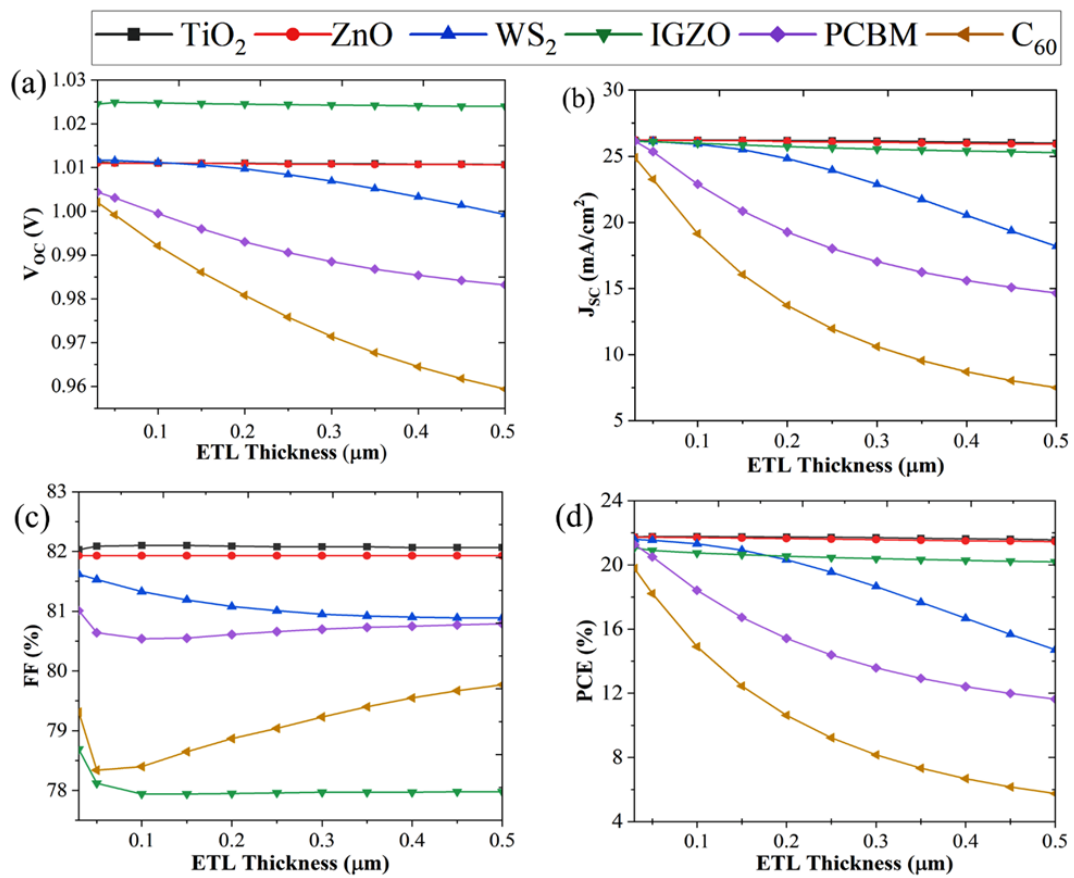 TiO₂ ZnO WS₂ IGZO PCBM C₆₀
(a)
1.03
1.02
1.01
1.00
0.99
0.98
0.97
0.96
V_OC (V)
0.1 0.2 0.3 0.4 0.5
ETL Thickness (μm)
(b)
30
25
20
15
10
5
J_SC (mA/cm²)
0.1 0.2 0.3 0.4 0.5
ETL Thickness (μm)
(c)
83
82
81
80
79
78
FF (%)
0.1 0.2 0.3 0.4 0.5
ETL Thickness (μm)
(d)
24
20
16
12
8
4
PCE (%)
0.1 0.2 0.3 0.4 0.5
ETL Thickness (μm)